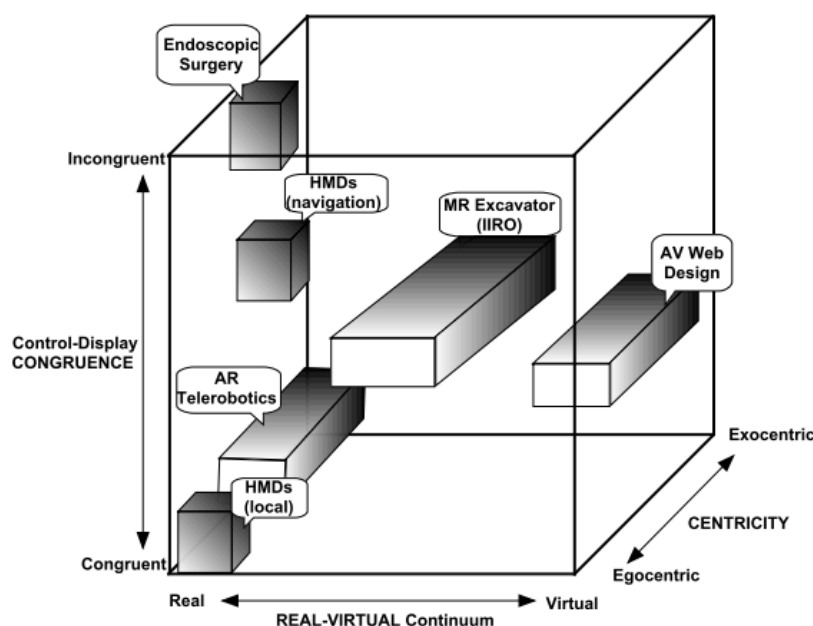 Endoscopic
Surgery
Incongruent
HMDs
(navigation)
MR Excavator
(IIRO)
AV Web
Design
Control-Display
CONGRUENCE
AR
Telerobotics
Exocentric
HMDs
(local)
CENTRICITY
Congruent
Egocentric
Real
Virtual
REAL-VIRTUAL Continuum